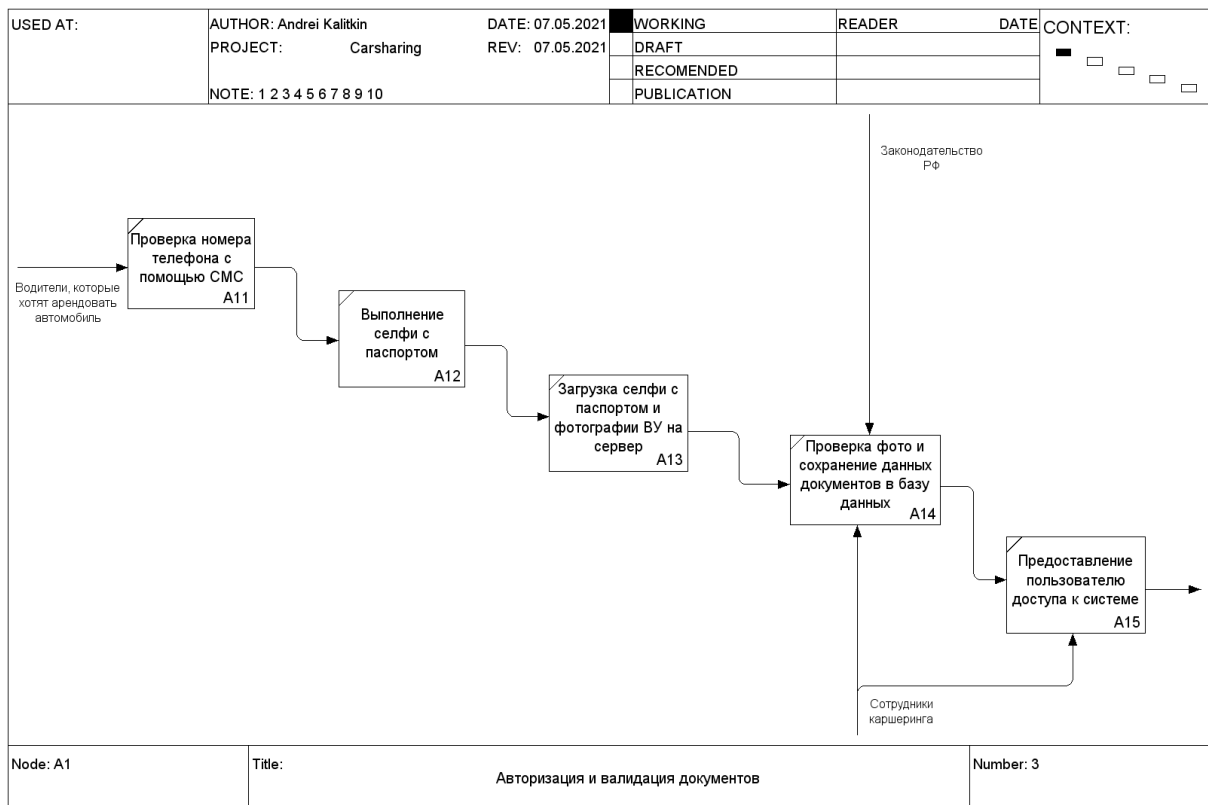 USED AT:
AUTHOR: Andrei Kalitkin
DATE: 07.05.2021
PROJECT: Carsharing
REV: 07.05.2021
NOTE: 1 2 3 4 5 6 7 8 9 10
WORKING
DRAFT
RECOMENDED
PUBLICATION
READER
DATE
CONTEXT:
Законодательство
РФ
Проверка номера
телефона с
помощью СМС
A11
Водители, которые
хотят арендовать
автомобиль
Выполнение
селфи с
паспортом
A12
Загрузка селфи с
паспортом и
фотографии ВУ на
сервер
A13
Проверка фото и
сохранение данных
документов в базу
данных
A14
Предоставление
пользователю
доступа к системе
A15
Сотрудники
каршеринга
Node: A1
Title:
Авторизация и валидация документов
Number: 3